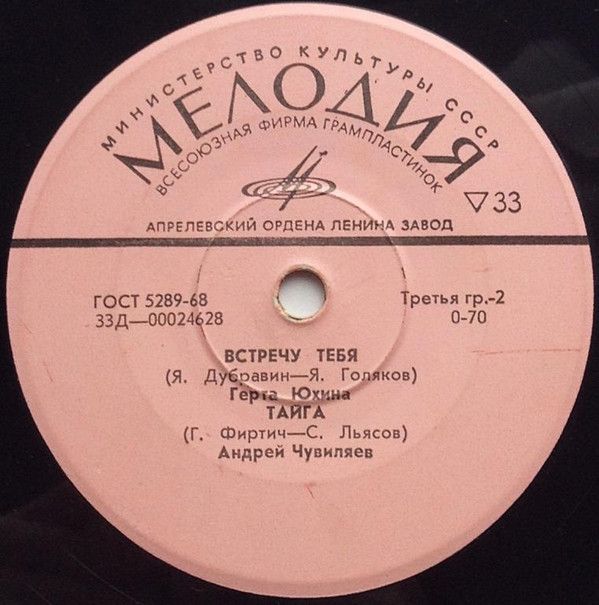 МИНИСТЕРСТВО КУЛЬТУРЫ СССР
МЕЛОДИЯ
ВСЕСОЮЗНАЯ ФИРМА ГРАМПЛАСТИНОК
▽33
АПРЕЛЕВСКИЙ ОРДЕНА ЛЕНИНА ЗАВОД
ГОСТ 5289-68 Третья гр.-2
33Д—00024628 0-70
ВСТРЕЧУ ТЕБЯ
(Я. Дубравин—Я. Голяков)
Герта Юхина
ТАЙГА
(Г. Фиртич—С. Льясов)
Андрей Чувиляев